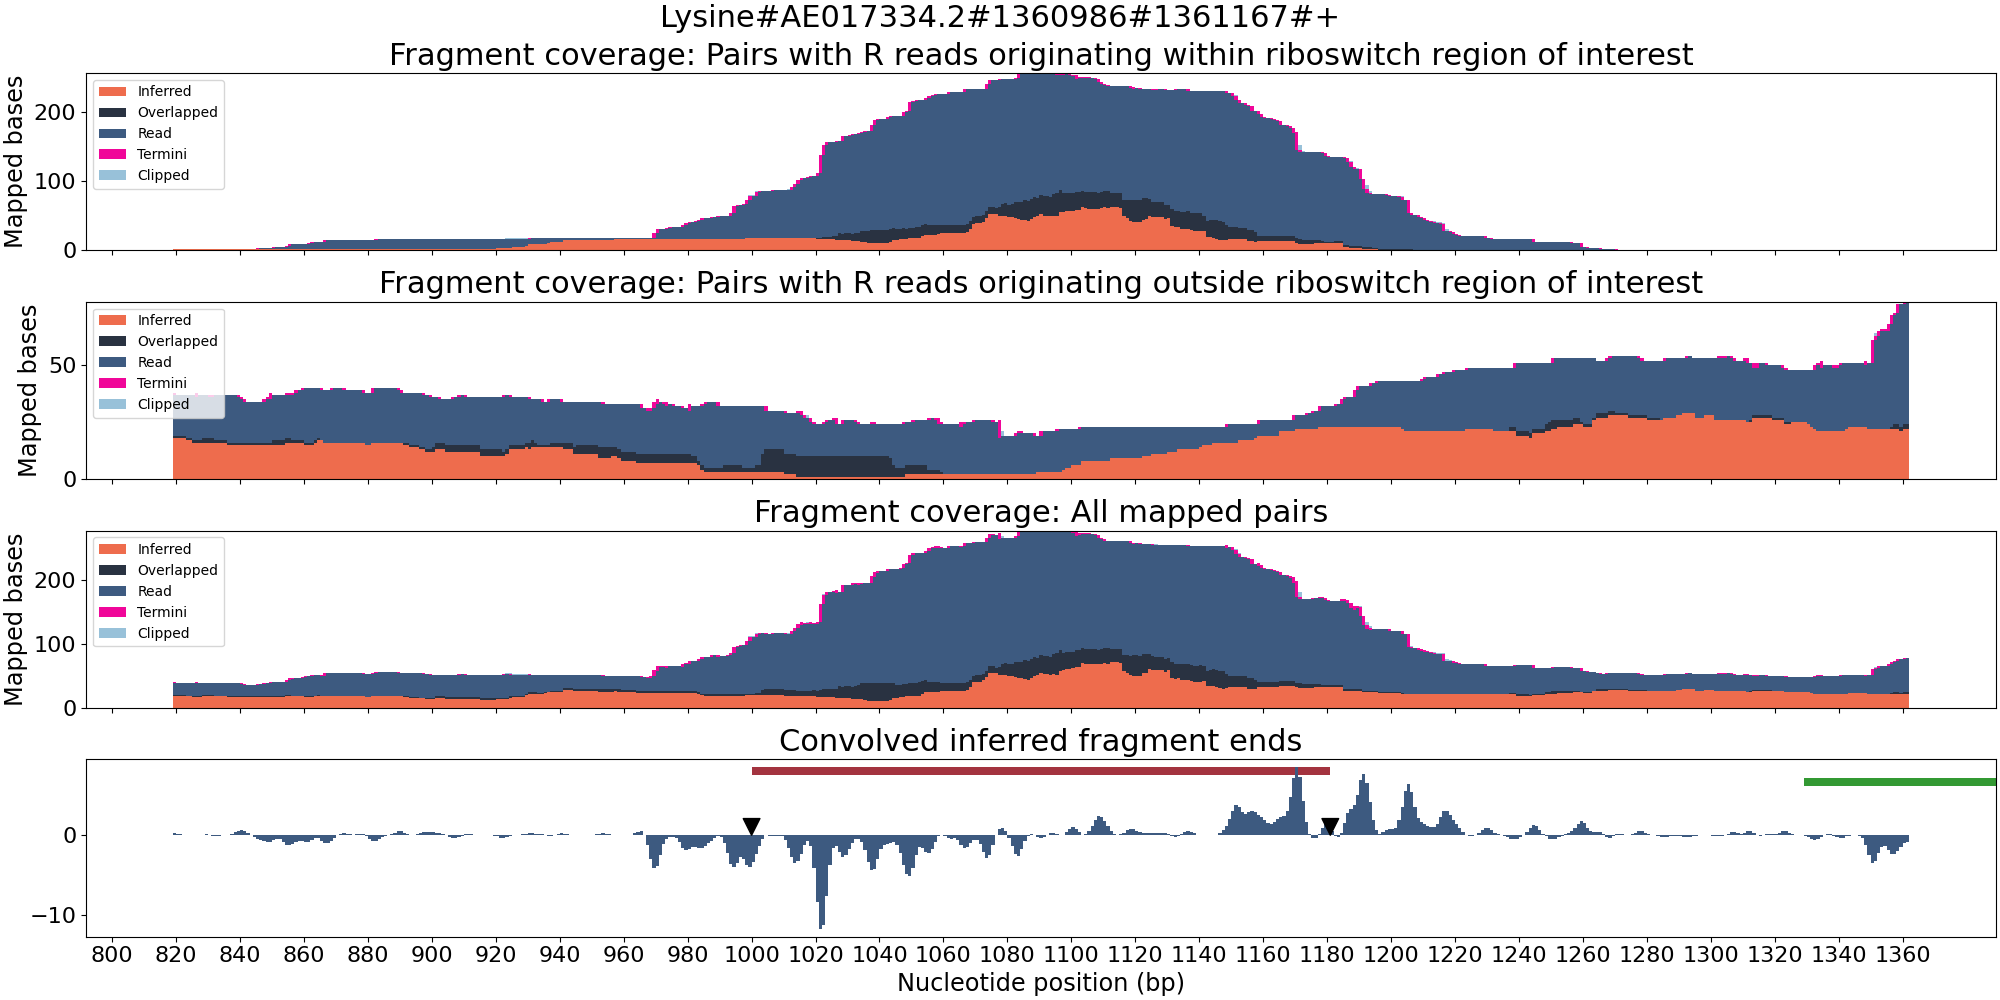 Lysine#AE017334.2#1360986#1361167#+
Fragment coverage: Pairs with R reads originating within riboswitch region of interest
Mapped bases
200
100
0
Inferred
Overlapped
Read
Termini
Clipped
Fragment coverage: Pairs with R reads originating outside riboswitch region of interest
Mapped bases
50
0
Inferred
Overlapped
Read
Termini
Clipped
Fragment coverage: All mapped pairs
Mapped bases
200
100
0
Inferred
Overlapped
Read
Termini
Clipped
Convolved inferred fragment ends
0
−10
800 820 840 860 880 900 920 940 960 980 1000 1020 1040 1060 1080 1100 1120 1140 1160 1180 1200 1220 1240 1260 1280 1300 1320 1340 1360
Nucleotide position (bp)